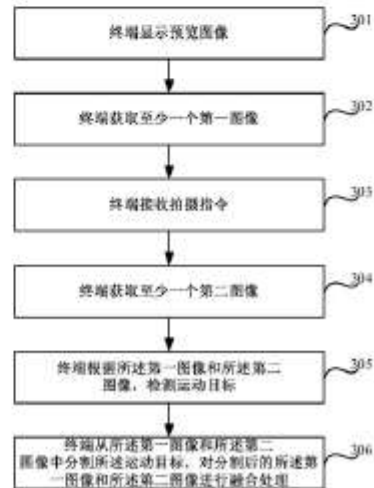 终端显示预览图像
301
终端获取至少一个第一图像
302
终端接收拍摄指令
303
终端获取至少一个第二图像
304
终端根据所述第一图像和所述第二
图像，检测运动目标
305
终端从所述第一图像和所述第二
图像中分割所述运动目标，对分割后的所述第
一图像和所述第二图像进行融合处理
306